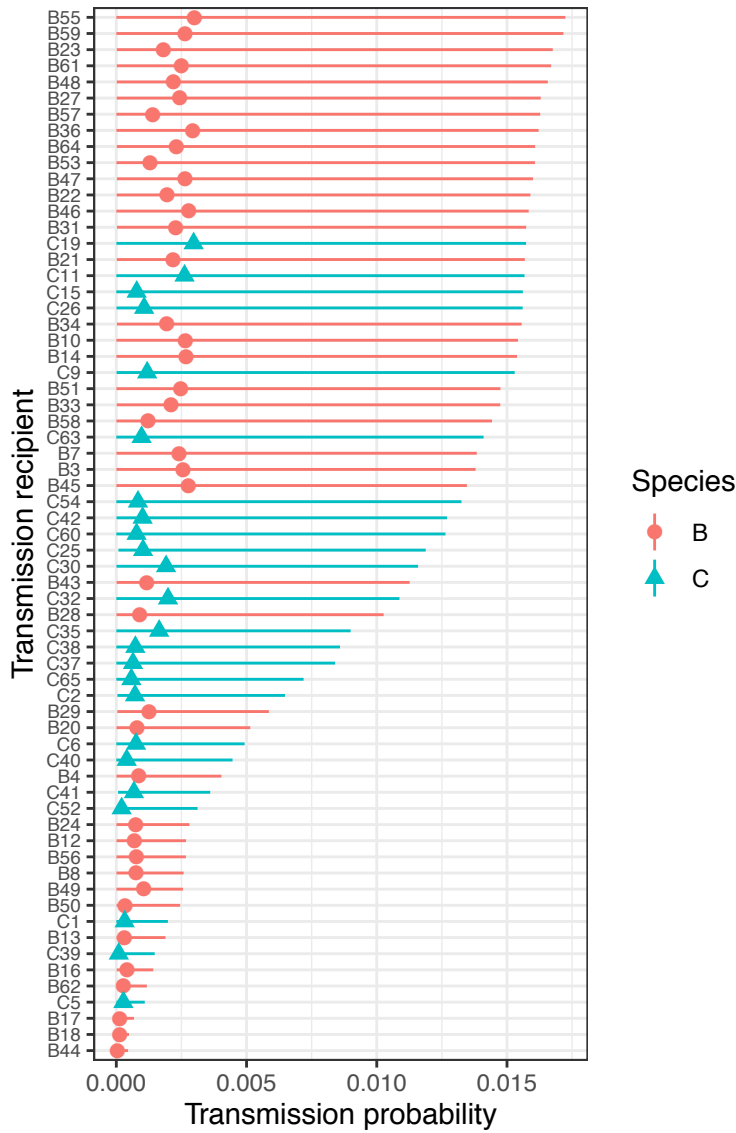 B55
B59
B23
B61
B48
B27
B57
B36
B64
B53
B47
B22
B46
B31
C19
B21
C11
C15
C26
B34
B10
B14
C9
B51
B33
B58
C63
B7
B3
B45
C54
C42
C60
C25
C30
B43
C32
B28
C35
C38
C37
C65
C2
B29
B20
C6
C40
B4
C41
C52
B24
B12
B56
B8
B49
B50
C1
B13
C39
B16
B62
C5
B17
B18
B44
0.000 0.005 0.010 0.015
Transmission probability
Transmission recipient
Species
B
C